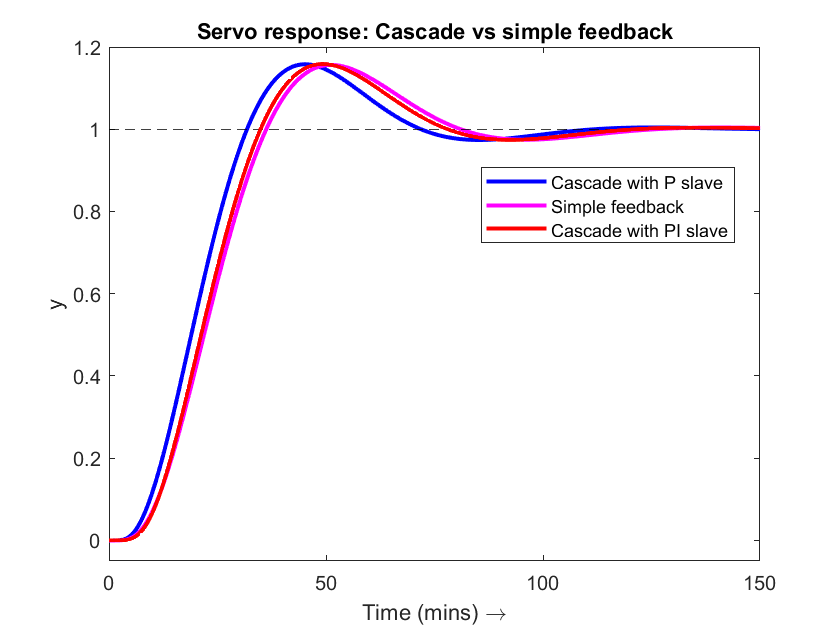 Servo response: Cascade vs simple feedback
1.2
1
0.8
0.6
0.4
0.2
0
y
Cascade with P slave
Simple feedback
Cascade with PI slave
0 50 100 150
Time (mins) →